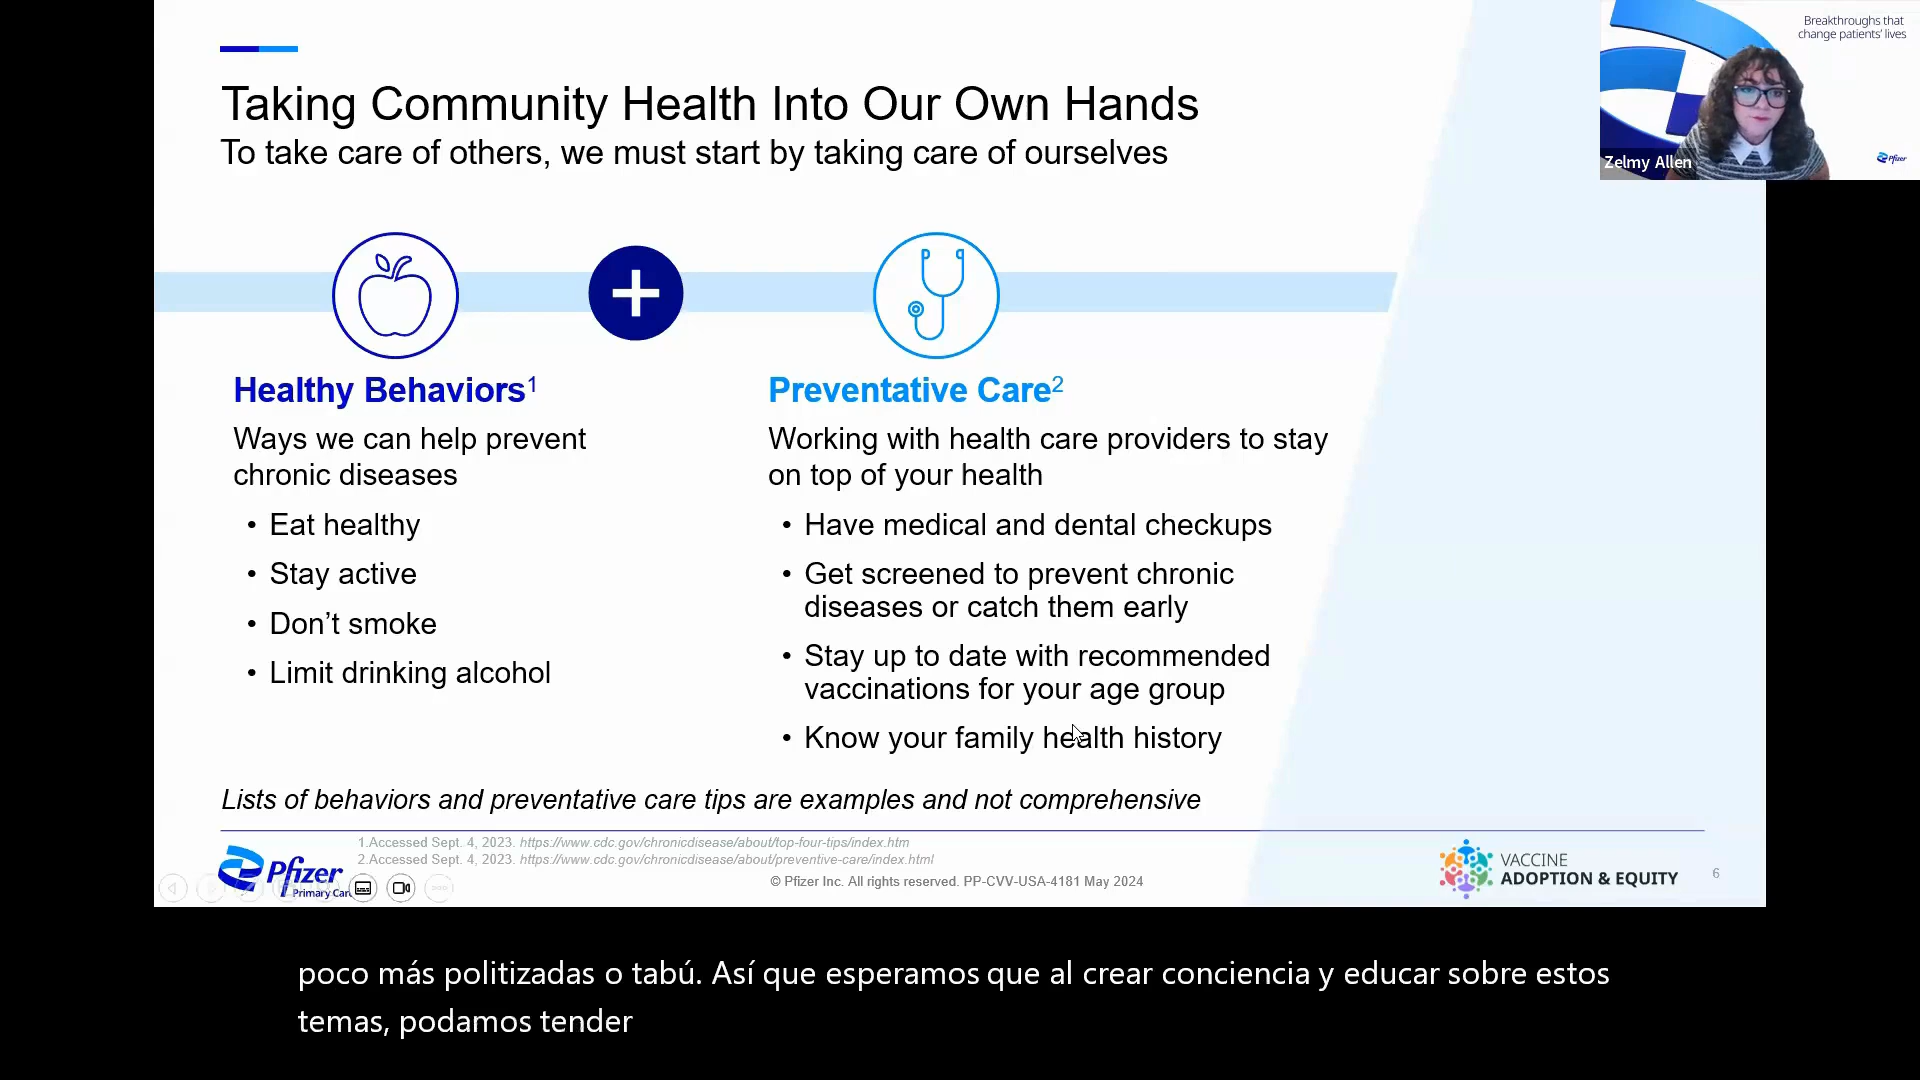 Breakthroughs that
change patients' lives
Zelmy Allen
Pfizer
Taking Community Health Into Our Own Hands
To take care of others, we must start by taking care of ourselves
Healthy Behaviors1
Ways we can help prevent
chronic diseases
• Eat healthy
• Stay active
• Don’t smoke
• Limit drinking alcohol
Preventative Care2
Working with health care providers to stay
on top of your health
• Have medical and dental checkups
• Get screened to prevent chronic
diseases or catch them early
• Stay up to date with recommended
vaccinations for your age group
• Know your family health history
Lists of behaviors and preventative care tips are examples and not comprehensive
1.Accessed Sept. 4, 2023. https://www.cdc.gov/chronicdisease/about/top-four-tips/index.htm
2.Accessed Sept. 4, 2023. https://www.cdc.gov/chronicdisease/about/preventive-care/index.html
Pfizer
Primary Care
© Pfizer Inc. All rights reserved. PP-CVV-USA-4181 May 2024
VACCINE
ADOPTION & EQUITY
6
poco más politizadas o tabú. Así que esperamos que al crear conciencia y educar sobre estos
temas, podamos tender